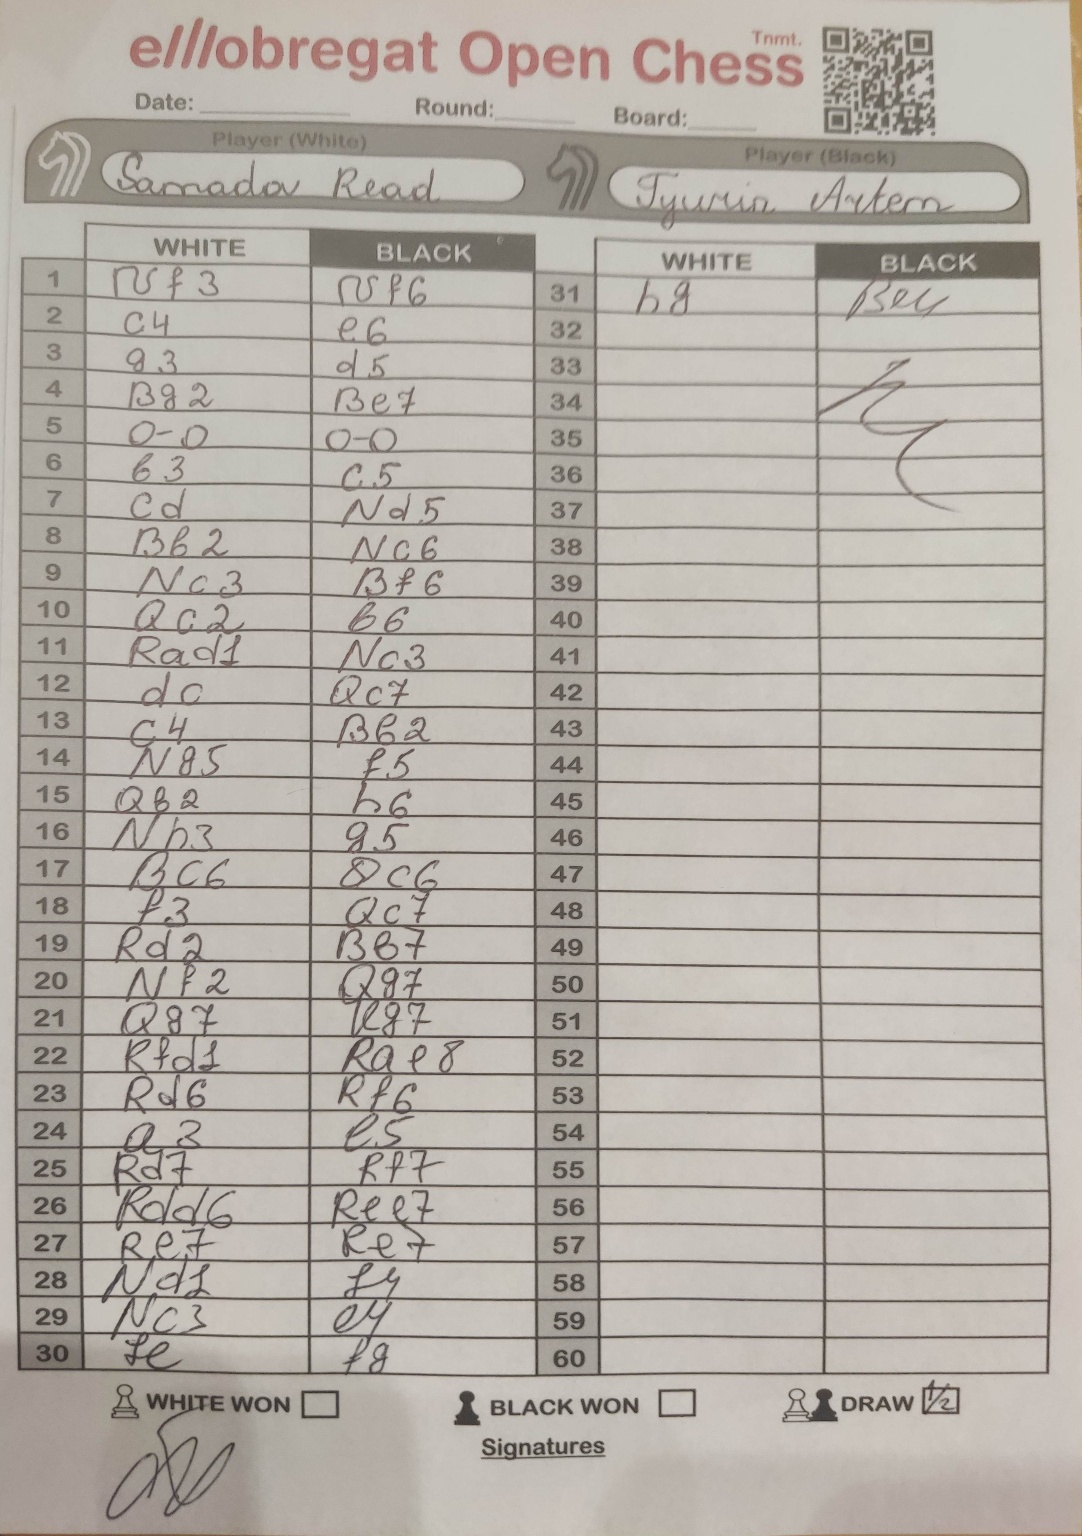 e///obregat Open Chess Tnmt.
Date: Round: Board:
Player (White) Player (Black)
Samadov Read Tyurin Artem
WHITE BLACK WHITE BLACK
1 Nf3 Nf6 31 hg Be4
2 c4 e6 32
3 g3 d5 33
4 Bg2 Be7 34
5 0-0 0-0 35
6 b3 c5 36
7 cd Nd5 37
8 Bb2 Nc6 38
9 Nc3 Bf6 39
10 Qc2 b6 40
11 Rad1 Nc3 41
12 dc Qc7 42
13 c4 Bb2 43
14 Ng5 f5 44
15 Qb2 h6 45
16 Nh3 g5 46
17 Bc6 Qc6 47
18 f3 Qc7 48
19 Rd2 Bb7 49
20 Nf2 Qg7 50
21 Qg7 Kg7 51
22 Rfd1 Rae8 52
23 Rd6 Rf6 53
24 a3 e5 54
25 Rd7 Rf7 55
26 Rdd6 Ree7 56
27 Re7 Re7 57
28 Nd1 f4 58
29 Nc3 e4 59
30 fe fg 60
WHITE WON BLACK WON DRAW 1/2
Signatures